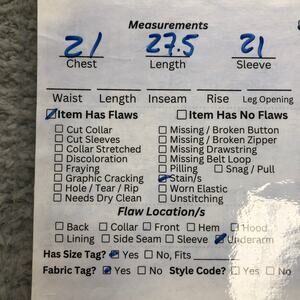 Measurements
21 27.5 21
Chest Length Sleeve
Waist Length Inseam Rise Leg Opening
Item Has Flaws Item Has No Flaws
Cut Collar Missing / Broken Button
Cut Sleeves Missing / Broken Zipper
Collar Stretched Missing Drawstring
Discoloration Missing Belt Loop
Fraying Pilling Snag / Pull
Graphic Cracking Stain/s
Hole / Tear / Rip Worn Elastic
Needs Dry Clean Unstitching
Flaw Location/s
Back Collar Front Hem Hood
Lining Side Seam Sleeve Underarm
Has Size Tag? Yes No, Fits
Fabric Tag? Yes No Style Code? Yes No